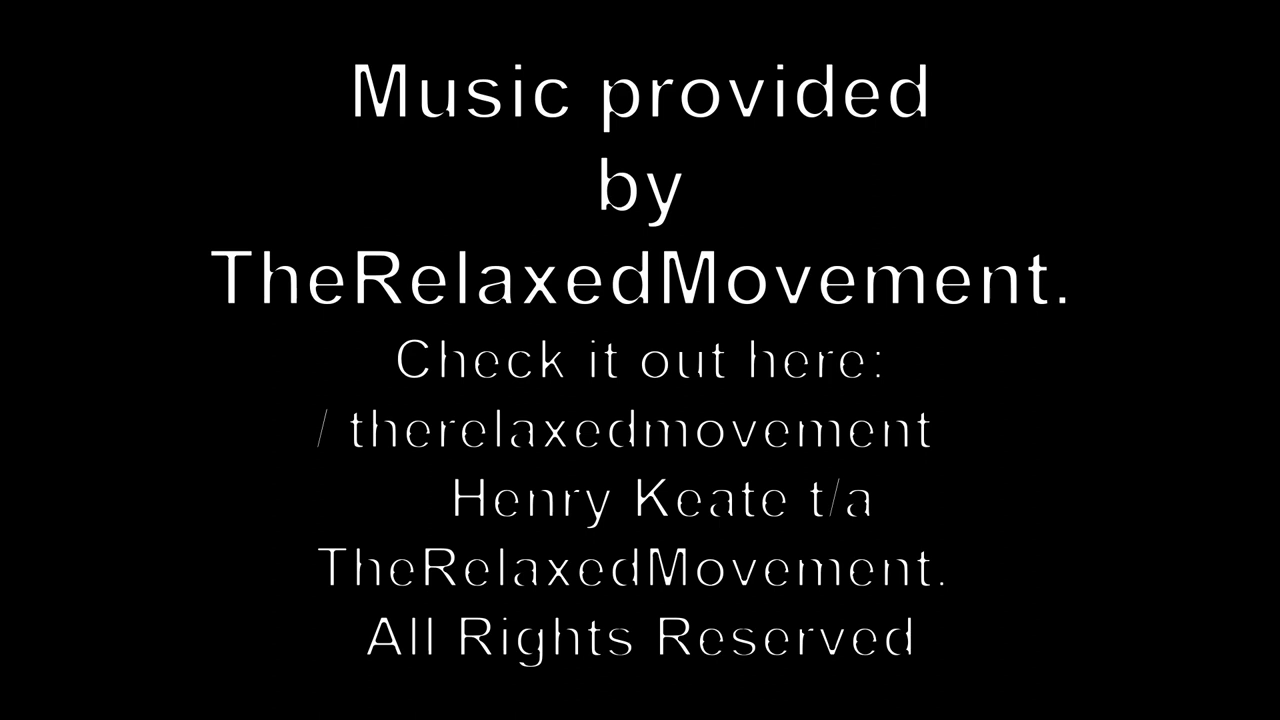 Music provided
by
TheRelaxedMovement.
Check it out here:
/ therelaxedmovement
Henry Keate t/a
TheRelaxedMovement.
All Rights Reserved